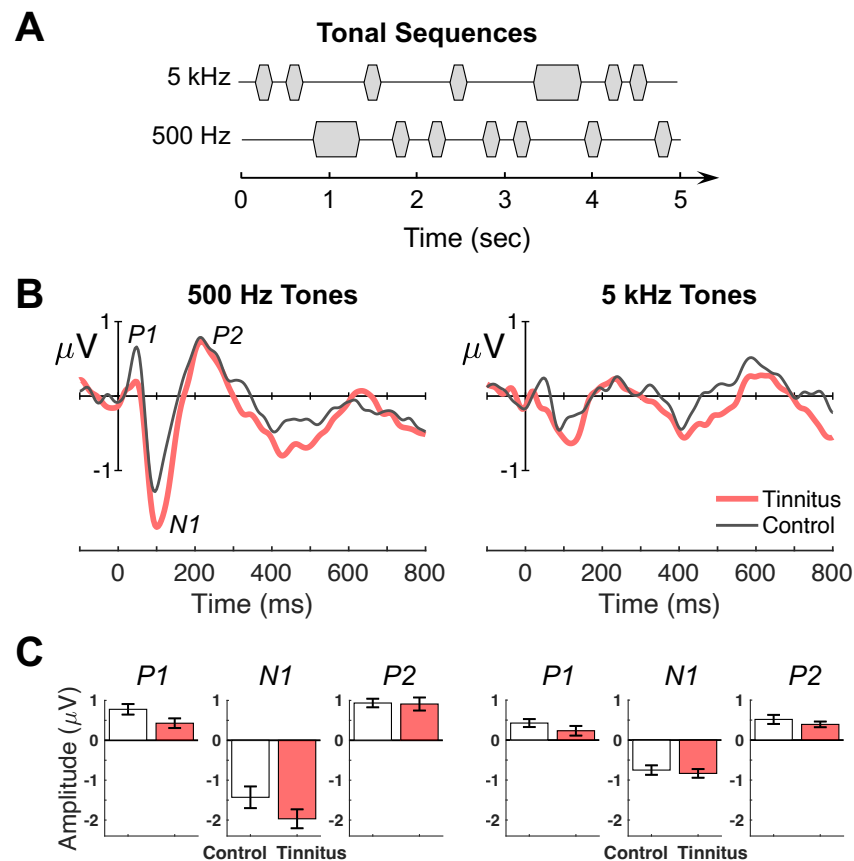 A
Tonal Sequences
5 kHz
500 Hz
0 1 2 3 4 5
Time (sec)
B
500 Hz Tones
5 kHz Tones
1
P1
P2
μV
-1
N1
1
μV
-1
Tinnitus
Control
0 200 400 600 800
Time (ms)
0 200 400 600 800
Time (ms)
C
P1 N1 P2
P1 N1 P2
Amplitude (μV)
1 1 1 1 1 1
0 0 0 0 0 0
-1 -1 -1 -1 -1 -1
-2 -2 -2 -2 -2 -2
Control Tinnitus
Control Tinnitus